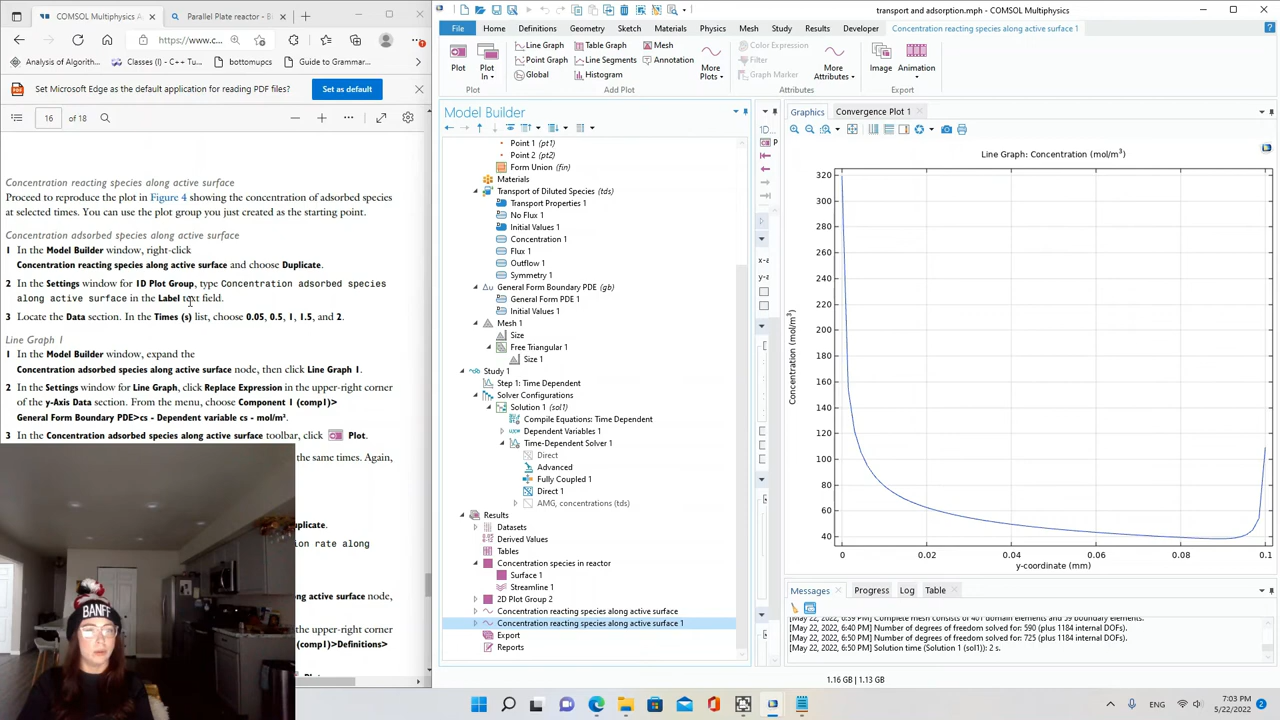 COMSOL Multiphysics A
Parallel Plate reactor - Bi
https://www.c...
Analysis of Algorith...
Classes (I) - C++ Tu...
bottomupcs
Guide to Grammar...
Set Microsoft Edge as the default application for reading PDF files?
Set as default
16 of 18
Concentration reacting species along active surface
Proceed to reproduce the plot in Figure 4 showing the concentration of adsorbed species
at selected times. You can use the plot group you just created as the starting point.
Concentration adsorbed species along active surface
1 In the Model Builder window, right-click
Concentration reacting species along active surface and choose Duplicate.
2 In the Settings window for 1D Plot Group, type Concentration adsorbed species
along active surface in the Label text field.
3 Locate the Data section. In the Times (s) list, choose 0.05, 0.5, 1, 1.5, and 2.
Line Graph 1
1 In the Model Builder window, expand the
Concentration adsorbed species along active surface node, then click Line Graph 1.
2 In the Settings window for Line Graph, click Replace Expression in the upper-right corner
of the y-Axis Data section. From the menu, choose Component 1 (comp1)>
General Form Boundary PDE>cs - Dependent variable cs - mol/m².
3 In the Concentration adsorbed species along active surface toolbar, click Plot.
the same times. Again,
plicate.
ion rate along
active surface node,
upper-right corner
(comp1)>Definitions>
Plot.
BANFF
transport and adsorption.mph - COMSOL Multiphysics
File Home Definitions Geometry Sketch Materials Physics Mesh Study Results Developer Concentration reacting species along active surface 1
Plot
Plot In
Line Graph
Point Graph
Global
Table Graph
Line Segments
Histogram
Mesh
Annotation
More Plots
Color Expression
Filter
Graph Marker
More Attributes
Image
Animation
Plot
Add Plot
Attributes
Export
Model Builder
Point 1 (pt1)
Point 2 (pt2)
Form Union (fin)
Materials
Transport of Diluted Species (tds)
Transport Properties 1
No Flux 1
Initial Values 1
Concentration 1
Flux 1
Outflow 1
Symmetry 1
General Form Boundary PDE (gb)
General Form PDE 1
Initial Values 1
Mesh 1
Size
Free Triangular 1
Size 1
Study 1
Step 1: Time Dependent
Solver Configurations
Solution 1 (sol1)
Compile Equations: Time Dependent
Dependent Variables 1
Time-Dependent Solver 1
Direct
Advanced
Fully Coupled 1
Direct 1
AMG, concentrations (tds)
Results
Datasets
Derived Values
Tables
Concentration species in reactor
Surface 1
Streamline 1
2D Plot Group 2
Concentration reacting species along active surface
Concentration reacting species along active surface 1
Export
Reports
1D...
P
x-a
y-a
Graphics
Convergence Plot 1
Line Graph: Concentration (mol/m³)
Concentration (mol/m³)
320
300
280
260
240
220
200
180
160
140
120
100
80
60
40
0 0.02 0.04 0.06 0.08 0.1
y-coordinate (mm)
Messages
Progress
Log
Table
[May 22, 2022, 6:39 PM] Complete mesh consists of 401 domain elements and 59 boundary elements.
[May 22, 2022, 6:40 PM] Number of degrees of freedom solved for: 590 (plus 1184 internal DOFs).
[May 22, 2022, 6:50 PM] Number of degrees of freedom solved for: 725 (plus 1184 internal DOFs).
[May 22, 2022, 6:50 PM] Solution time (Solution 1 (sol1)): 2 s.
1.16 GB | 1.13 GB
ENG
7:03 PM
5/22/2022
2